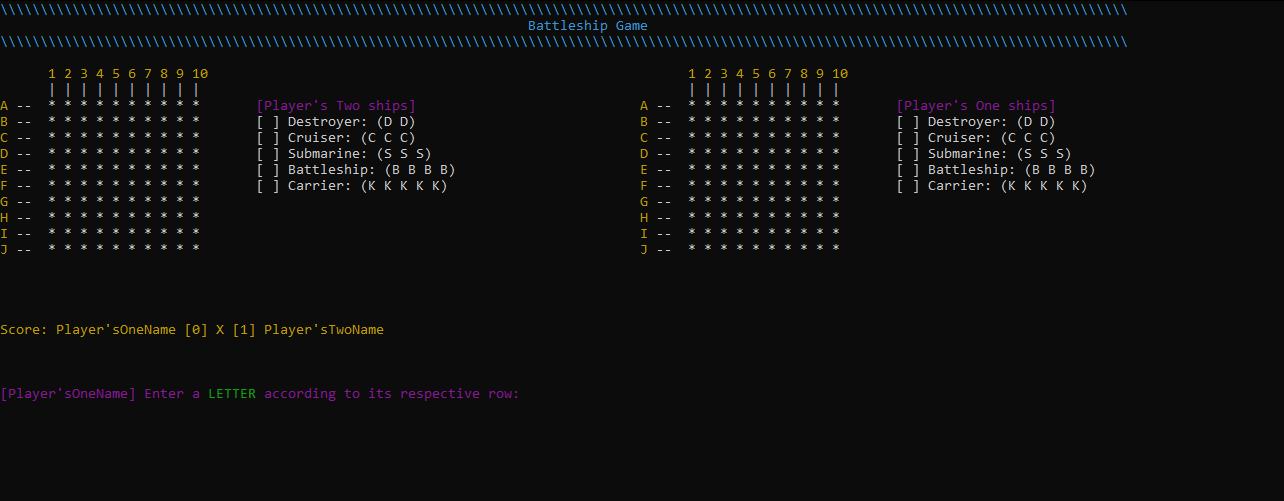 \\\\\\\\\\\\\\\\\\\\\\\\\\\\\\\\\\\\\\\\\\\\\\\\\\\\\\\\\\\\\\\\\\\\\\\\\\\\\\\\\\\\\\\\\\\\\\\\\\\\\\\\\\\\\\\\\\\\\\\\\\\\\\\\\\\\\\\\\\\\\
Battleship Game
\\\\\\\\\\\\\\\\\\\\\\\\\\\\\\\\\\\\\\\\\\\\\\\\\\\\\\\\\\\\\\\\\\\\\\\\\\\\\\\\\\\\\\\\\\\\\\\\\\\\\\\\\\\\\\\\\\\\\\\\\\\\\\\\\\\\\\\\\\\\\
1 2 3 4 5 6 7 8 9 10 1 2 3 4 5 6 7 8 9 10
| | | | | | | | | | | | | | | | | | | |
A -- * * * * * * * * * * [Player's Two ships] A -- * * * * * * * * * * [Player's One ships]
B -- * * * * * * * * * * [ ] Destroyer: (D D) B -- * * * * * * * * * * [ ] Destroyer: (D D)
C -- * * * * * * * * * * [ ] Cruiser: (C C C) C -- * * * * * * * * * * [ ] Cruiser: (C C C)
D -- * * * * * * * * * * [ ] Submarine: (S S S) D -- * * * * * * * * * * [ ] Submarine: (S S S)
E -- * * * * * * * * * * [ ] Battleship: (B B B B) E -- * * * * * * * * * * [ ] Battleship: (B B B B)
F -- * * * * * * * * * * [ ] Carrier: (K K K K K) F -- * * * * * * * * * * [ ] Carrier: (K K K K K)
G -- * * * * * * * * * * G -- * * * * * * * * * *
H -- * * * * * * * * * * H -- * * * * * * * * * *
I -- * * * * * * * * * * I -- * * * * * * * * * *
J -- * * * * * * * * * * J -- * * * * * * * * * *
Score: Player'sOneName [0] X [1] Player'sTwoName
[Player'sOneName] Enter a LETTER according to its respective row: